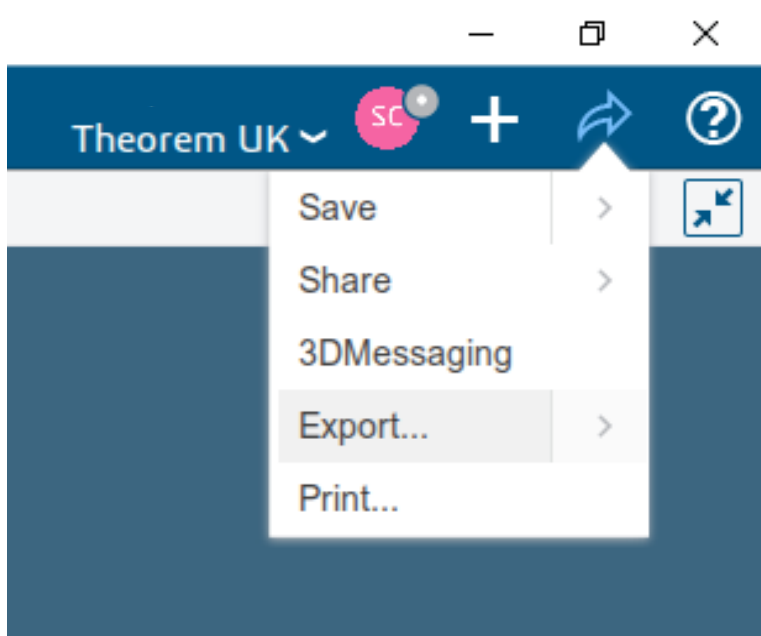 Theorem UK
SC
Save
Share
3DMessaging
Export...
Print...